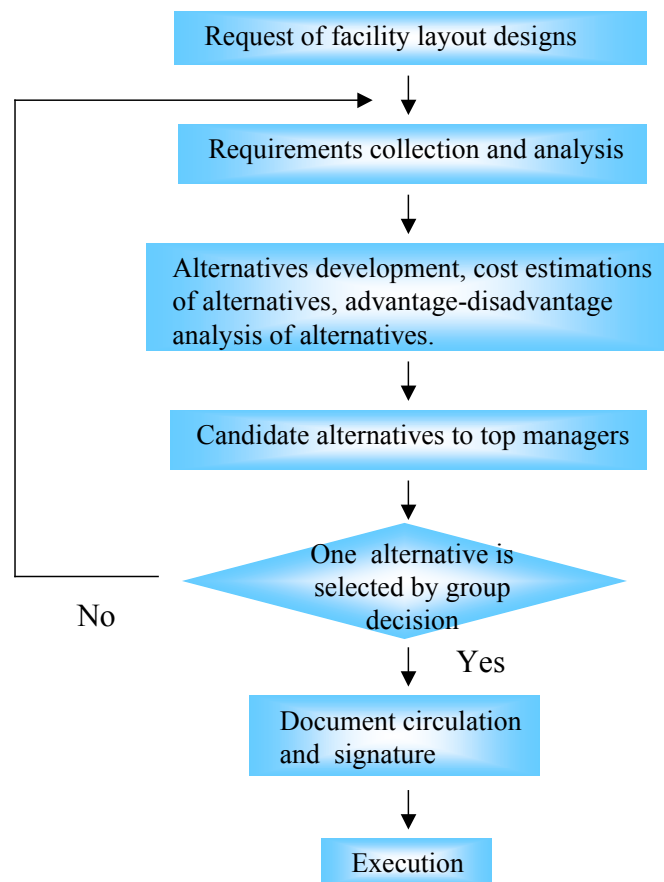 Request of facility layout designs
Requirements collection and analysis
Alternatives development, cost estimations
of alternatives, advantage-disadvantage
analysis of alternatives.
Candidate alternatives to top managers
One alternative is
selected by group
decision
No
Yes
Document circulation
and signature
Execution